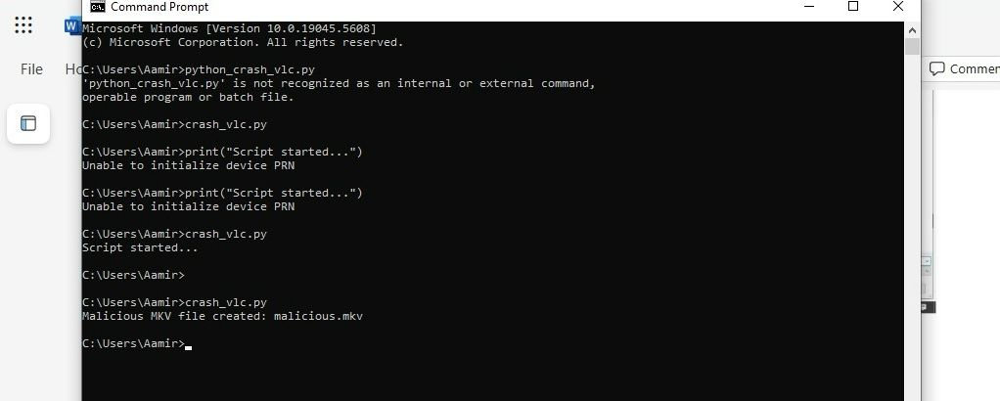 Command Prompt
Microsoft Windows [Version 10.0.19045.5608]
(c) Microsoft Corporation. All rights reserved.
File
C:\Users\Aamir>python_crash_vlc.py
'python_crash_vlc.py' is not recognized as an internal or external command,
operable program or batch file.
Commen
C:\Users\Aamir>crash_vlc.py
C:\Users\Aamir>print("Script started...")
Unable to initialize device PRN
C:\Users\Aamir>print("Script started...")
Unable to initialize device PRN
C:\Users\Aamir>crash_vlc.py
Script started...
C:\Users\Aamir>
C:\Users\Aamir>crash_vlc.py
Malicious MKV file created: malicious.mkv
C:\Users\Aamir>